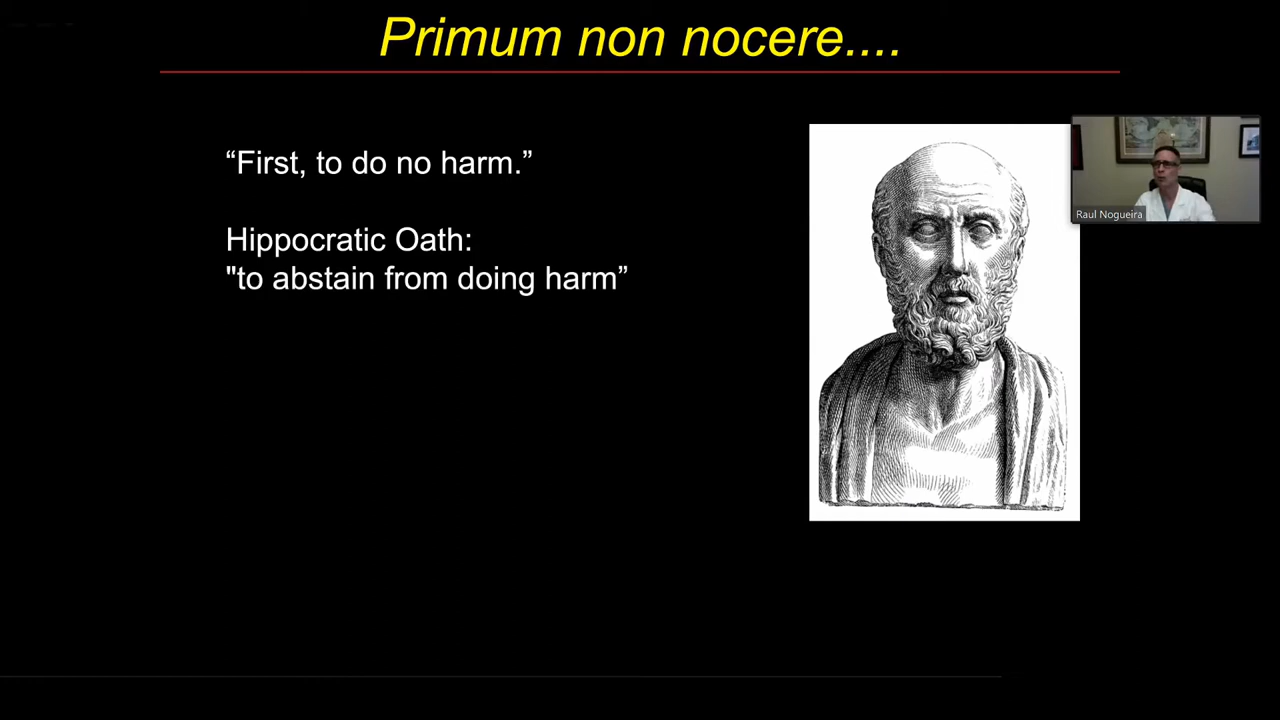 Primum non nocere....
“First, to do no harm.”
Hippocratic Oath:
"to abstain from doing harm”
Raul Nogueira